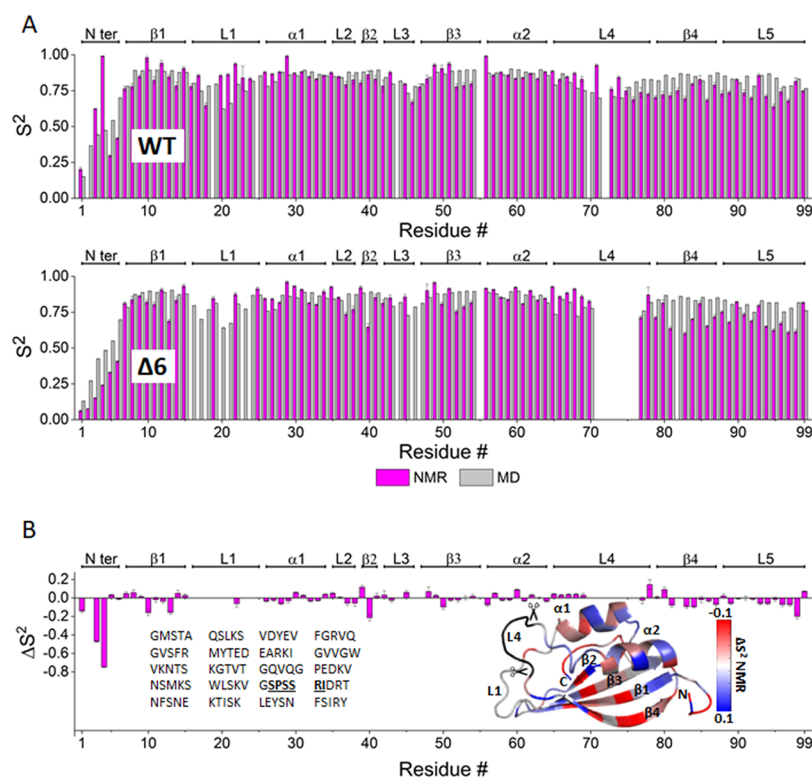 A
N ter β1 L1 α1 L2 β2 L3 β3 α2 L4 β4 L5
1.00
0.75
0.50
0.25
0.00
S²
WT
1 10 20 30 40 50 60 70 80 90 99
Residue #
N ter β1 L1 α1 L2 β2 L3 β3 α2 L4 β4 L5
1.00
0.75
0.50
0.25
0.00
S²
Δ6
1 10 20 30 40 50 60 70 80 90 99
Residue #
NMR MD
B
N ter β1 L1 α1 L2 β2 L3 β3 α2 L4 β4 L5
0.2
0.0
-0.2
-0.4
-0.6
-0.8
ΔS²
GMSTA QSLKS VDYEV FGRVQ
GVSFR MYTED EARKI GVVGW
VKNTS KGTVT GQVQG PEDKV
NSMKS WLSKV GSPSS RIDRT
NFSNE KTISK LEYSN FSIRY
α1
L4
α2
β2
β3
C
L1
β1
N
β4
-0.1
ΔS² NMR
0.1
1 10 20 30 40 50 60 70 80 90 99
Residue #